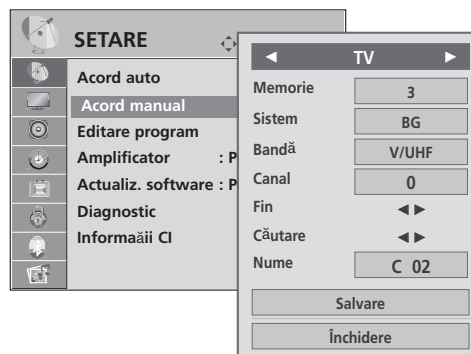 SETARE
Acord auto
Acord manual
Editare program
Amplificator : P
Actualiz. software : P
Diagnostic
Informaăii CI
◄ TV ►
Memorie 3
Sistem BG
Bandă V/UHF
Canal 0
Fin ◄ ►
Căutare ◄ ►
Nume C 02
Salvare
Închidere